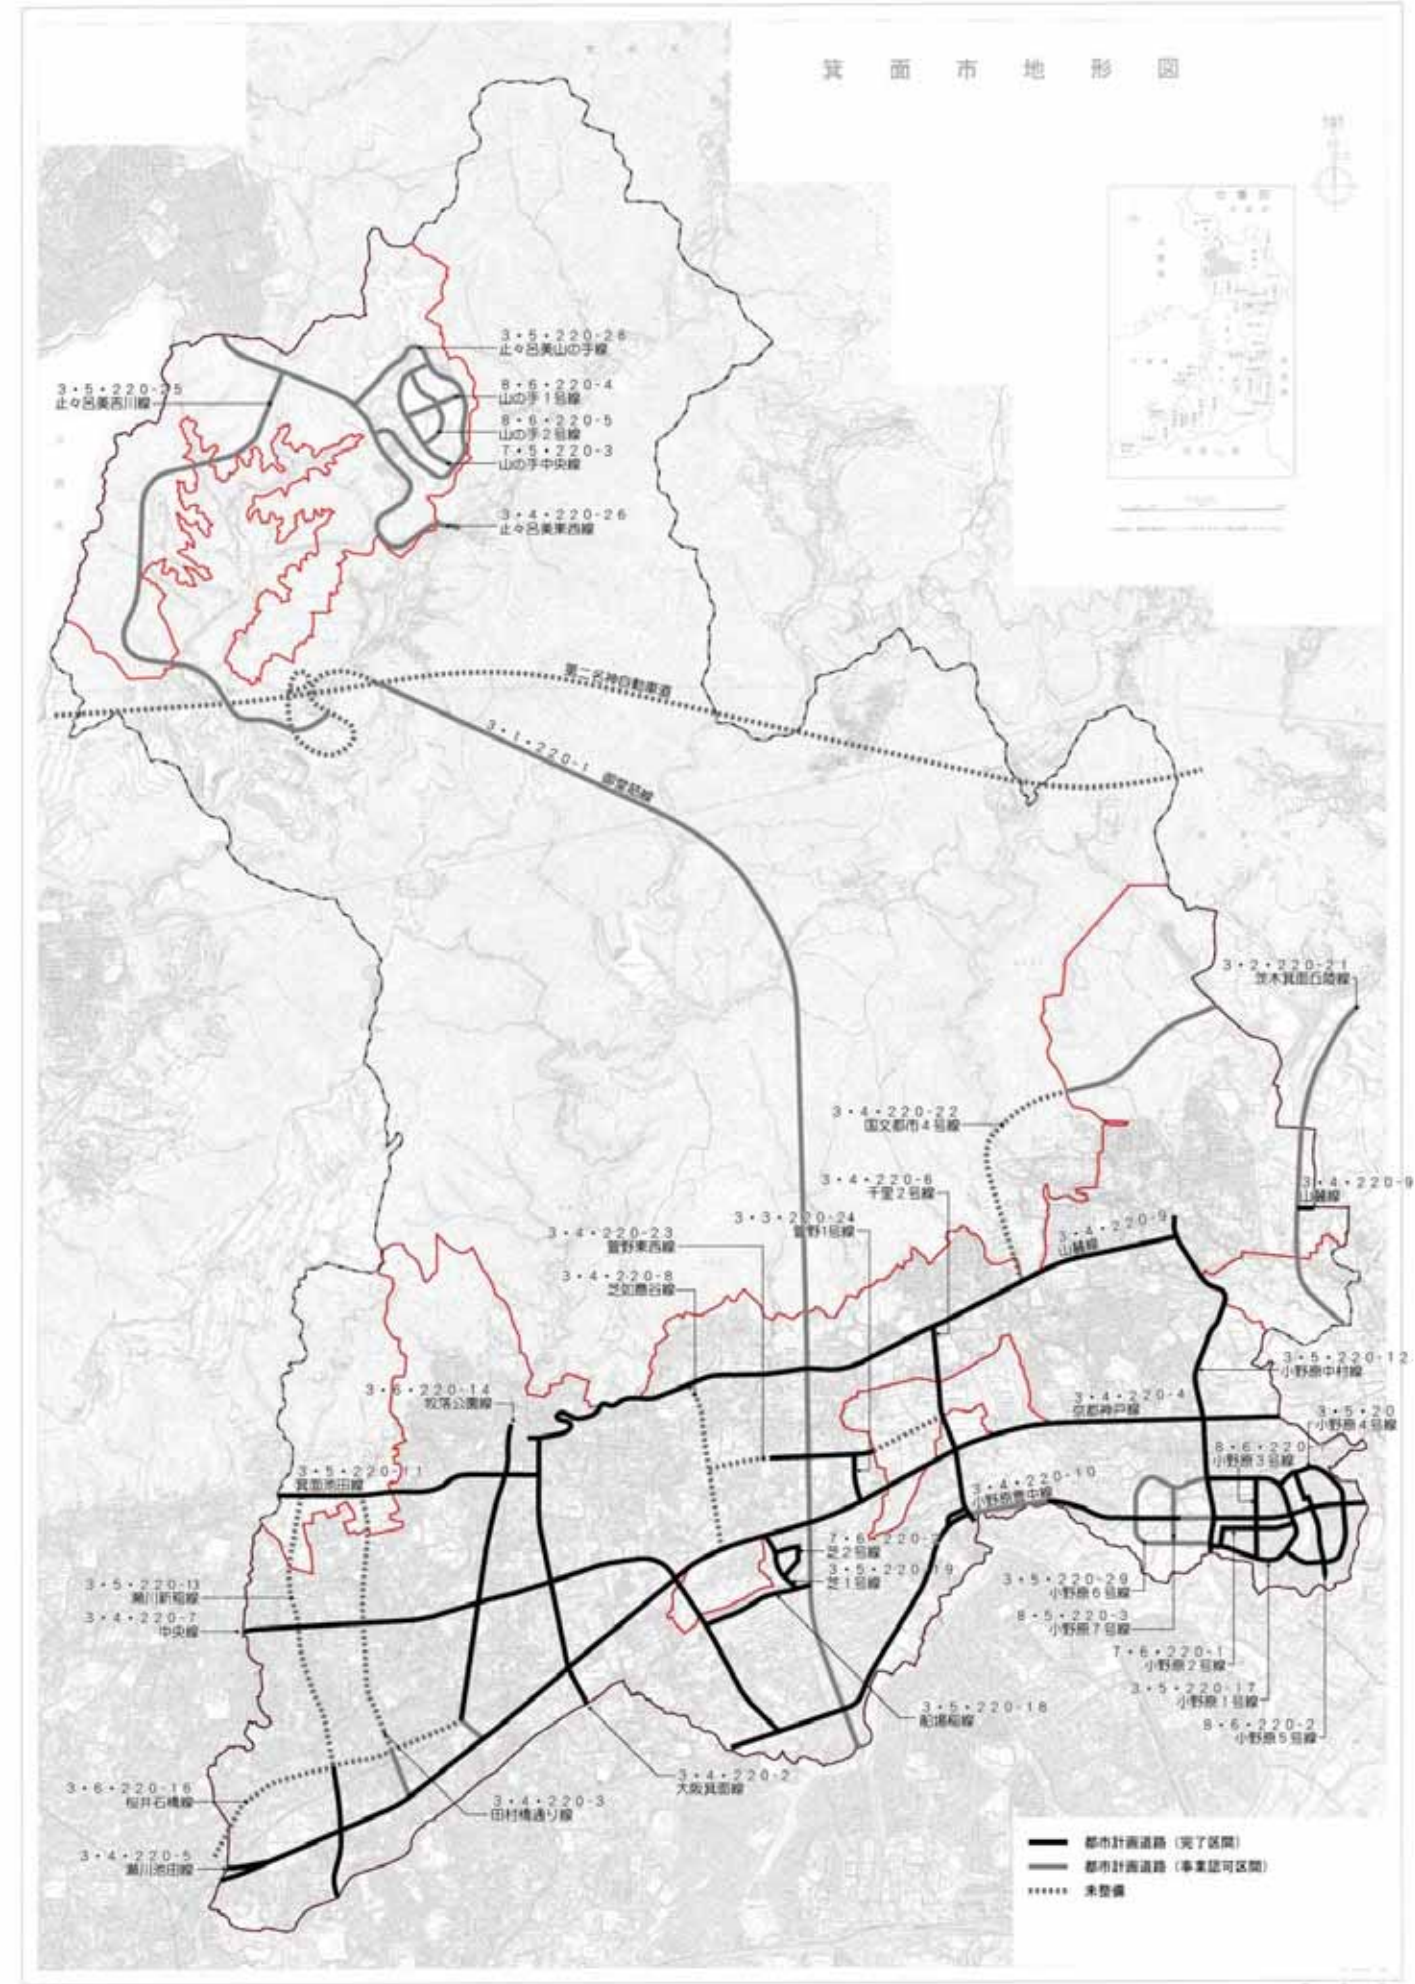 箕面市地形図
3・5・220-28
止々呂美山の手線
3・5・220-25
止々呂美吉川線
8・6・220-4
山の手1号線
8・6・220-5
山の手2号線
7・5・220-3
山の手中央線
3・4・220-26
止々呂美東西線
第二名神自動車道
3・1・220-1 御堂筋線
3・2・220-21
茨木箕面丘陵線
3・4・220-22
国文都市4号線
3・4・220-6
千里2号線
3・4・220-9
山麓線
3・3・220-24
萱野1号線
3・4・220-9
山麓線
3・4・220-23
萱野東西線
3・4・220-8
芝如意谷線
3・5・220-12
小野原中村線
3・6・220-14
牧落公園線
3・4・220-4
京都神戸線
3・5・20
小野原4号線
8・6・220-
小野原3号線
3・5・220-11
箕面池田線
3・4・220-10
小野原豊中線
7・6・220-2
芝2号線
3・5・220-19
芝1号線
3・5・220-13
瀬川新稲線
3・5・220-29
小野原6号線
3・4・220-7
中央線
8・5・220-3
小野原7号線
7・6・220-1
小野原2号線
3・5・220-17
小野原1号線
3・5・220-18
船場稲線
8・6・220-2
小野原5号線
3・4・220-2
大阪箕面線
3・6・220-16
桜井石橋線
3・4・220-3
田村橋通り線
3・4・220-5
瀬川池田線
都市計画道路（完了区間）
都市計画道路（事業認可区間）
未整備